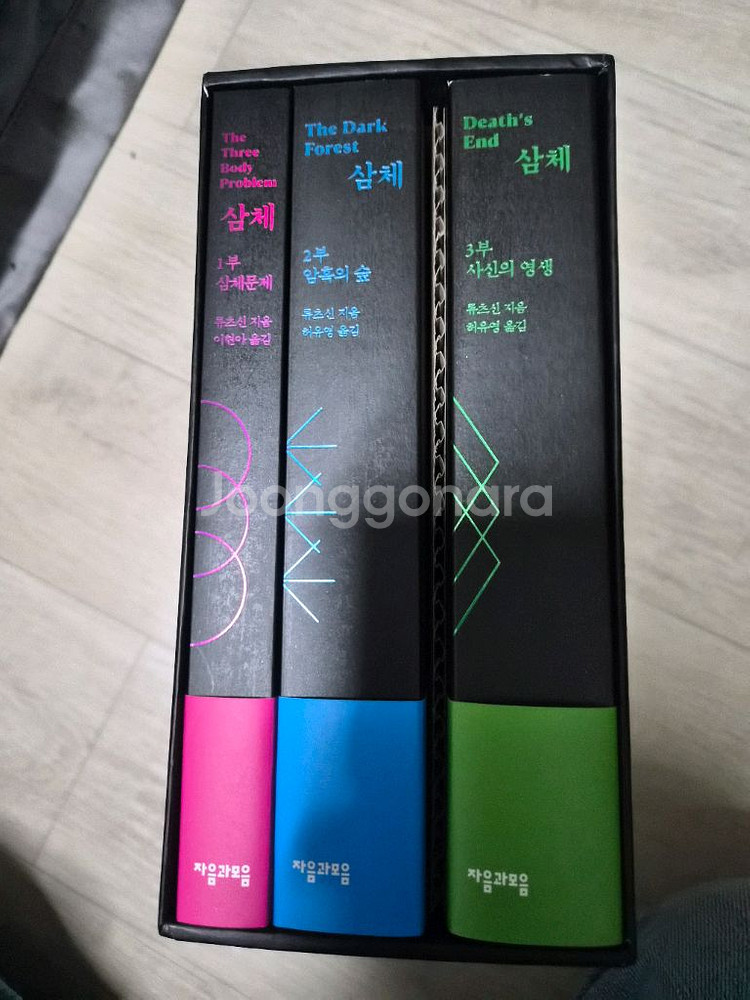 The
Three
Body
Problem
삼체
1부
삼체문제
류츠신 지음
이현아 옮김
자음과모음
The Dark
Forest
삼체
2부
암흑의 숲
류츠신 지음
허유영 옮김
자음과모음
Death's
End
삼체
3부
사신의 영생
류츠신 지음
허유영 옮김
자음과모음
Joonggonara